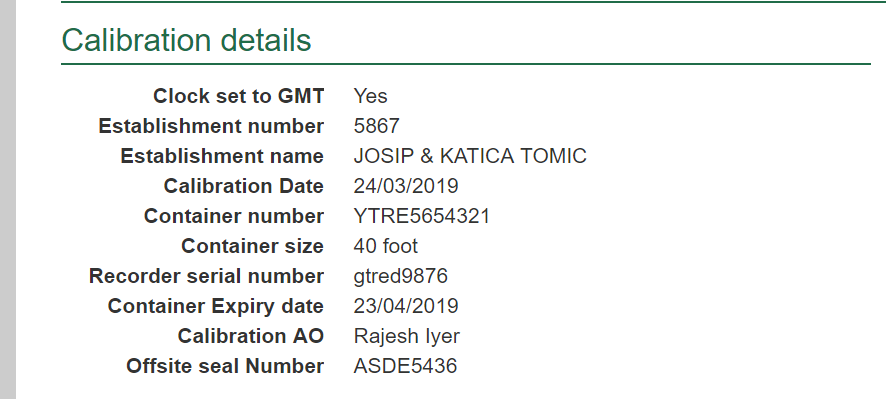 Calibration details
Clock set to GMT Yes
Establishment number 5867
Establishment name JOSIP & KATICA TOMIC
Calibration Date 24/03/2019
Container number YTRE5654321
Container size 40 foot
Recorder serial number gtred9876
Container Expiry date 23/04/2019
Calibration AO Rajesh Iyer
Offsite seal Number ASDE5436